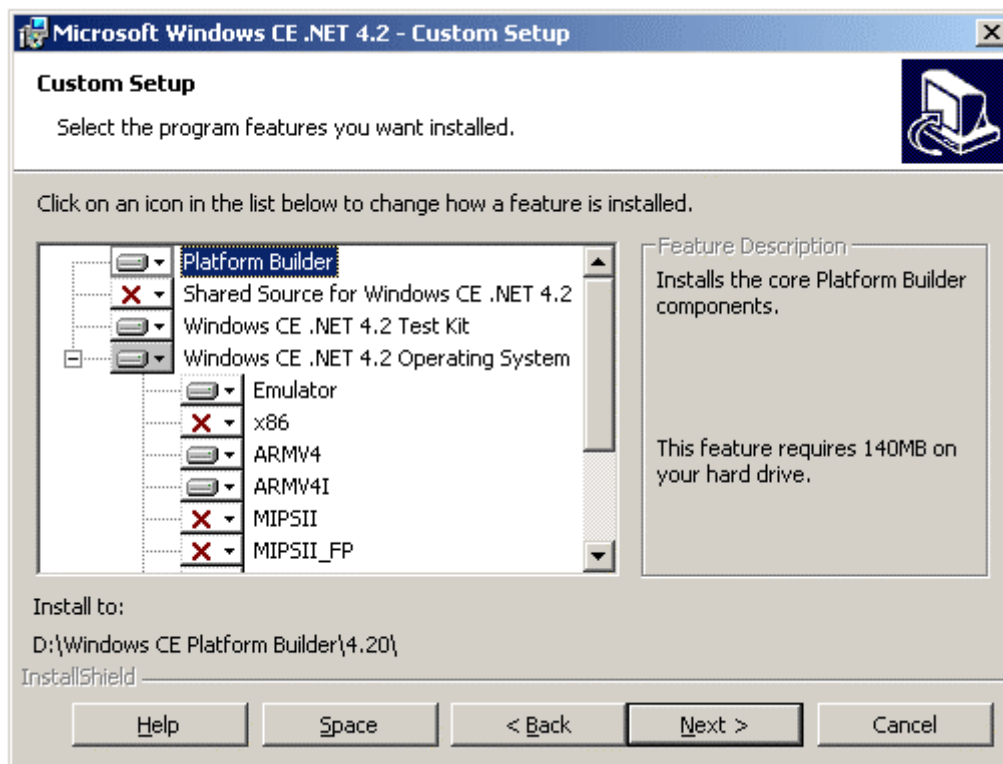 Microsoft Windows CE .NET 4.2 - Custom Setup
Custom Setup
Select the program features you want installed.
Click on an icon in the list below to change how a feature is installed.
Platform Builder
Shared Source for Windows CE .NET 4.2
Windows CE .NET 4.2 Test Kit
Windows CE .NET 4.2 Operating System
Emulator
x86
ARMV4
ARMV4I
MIPSII
MIPSII_FP
Feature Description
Installs the core Platform Builder
components.
This feature requires 140MB on
your hard drive.
Install to:
D:\Windows CE Platform Builder\4.20\
InstallShield
Help
Space
< Back
Next >
Cancel